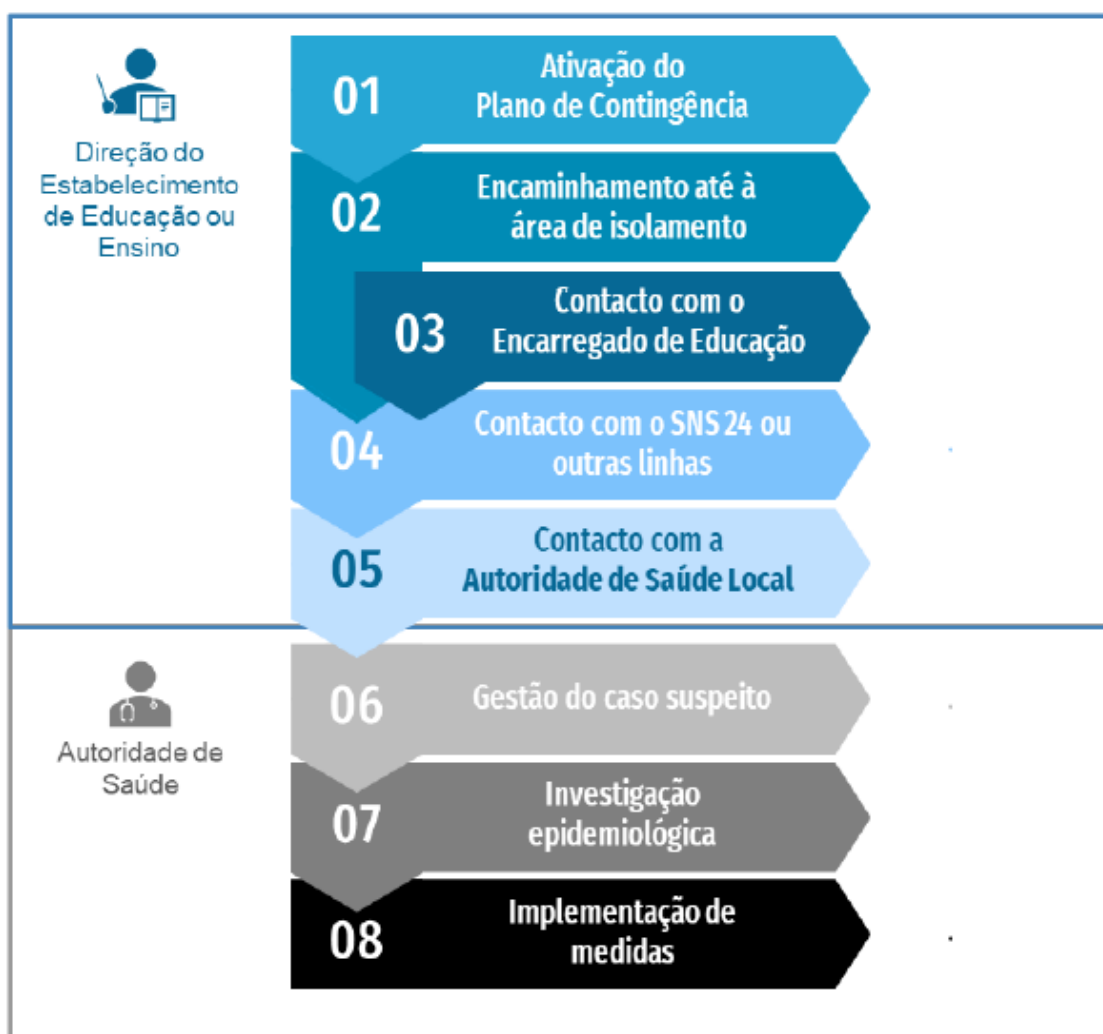 Direção do
Estabelecimento
de Educação ou
Ensino
01
Ativação do
Plano de Contingência
02
Encaminhamento até à
área de isolamento
03
Contacto com o
Encarregado de Educação
04
Contacto com o SNS 24 ou
outras linhas
05
Contacto com a
Autoridade de Saúde Local
Autoridade de
Saúde
06
Gestão do caso suspeito
07
Investigação
epidemiológica
08
Implementação de
medidas